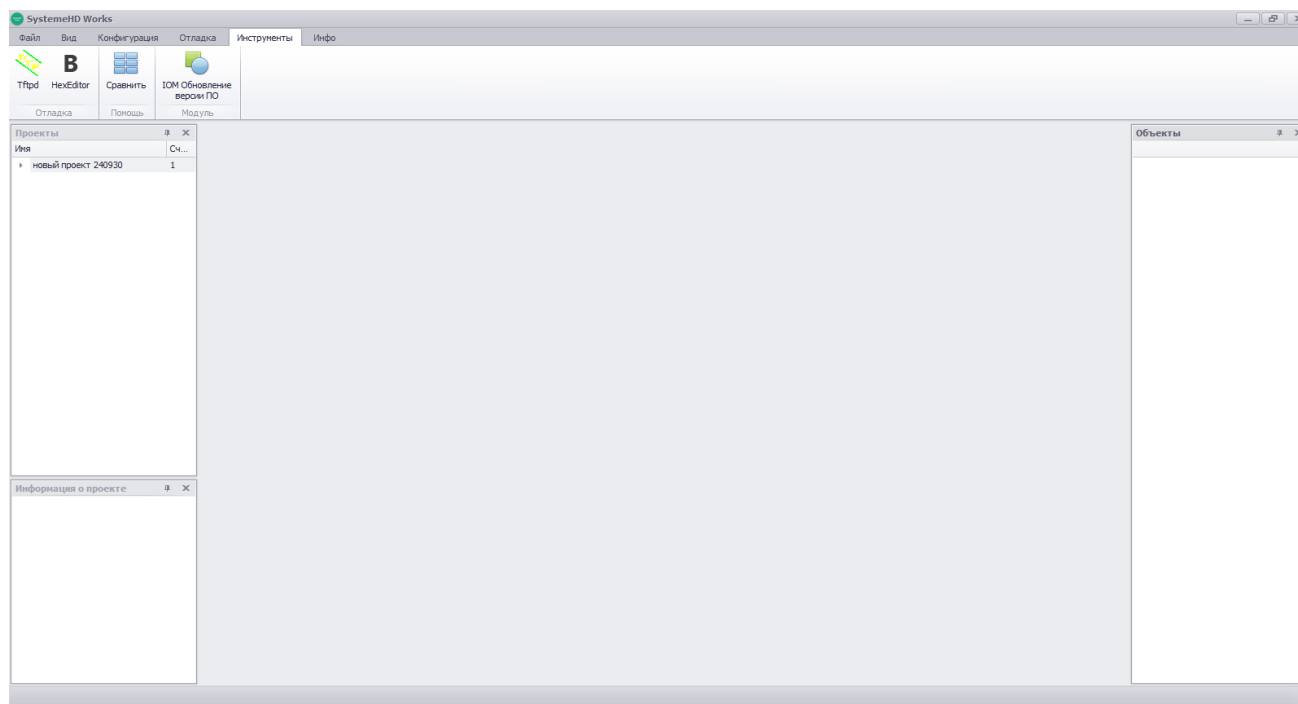 SystemeHD Works
Файл Вид Конфигурация Отладка Инструменты Инфо
B
Tftpd HexEditor Сравнить IOM Обновление
версии ПО
Отладка Помощь Модуль
Проекты
Объекты
Имя Сч...
новый проект 240930 1
Информация о проекте